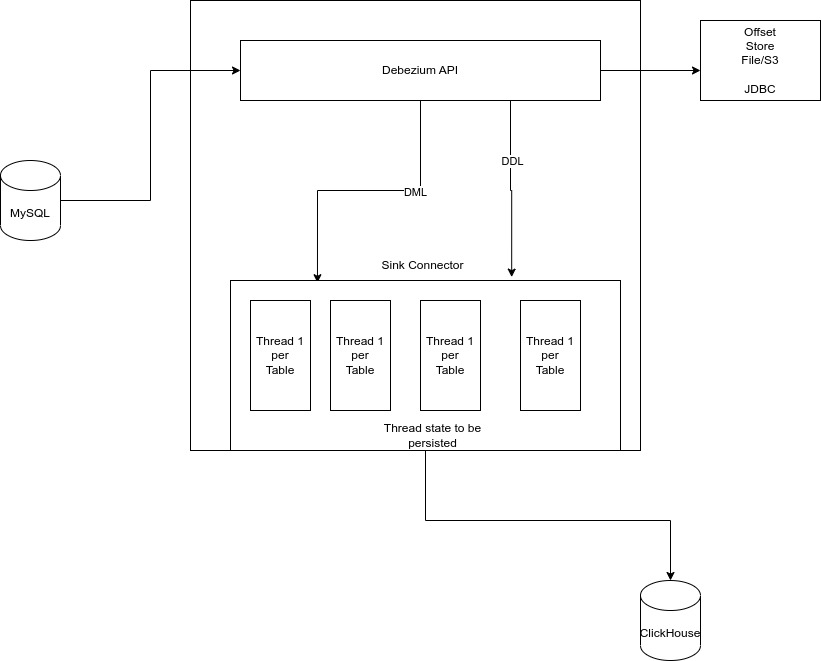 Offset
Store
File/S3
JDBC
Debezium API
DDL
DML
MySQL
Sink Connector
Thread 1
per
Table
Thread 1
per
Table
Thread 1
per
Table
Thread 1
per
Table
Thread state to be
persisted
ClickHouse